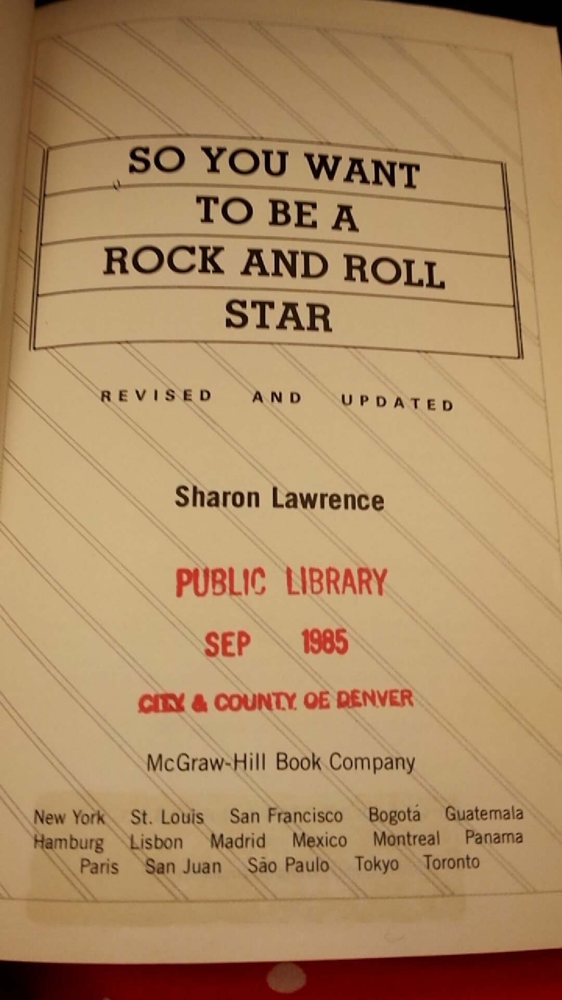 SO YOU WANT
TO BE A
ROCK AND ROLL
STAR
REVISED AND UPDATED
Sharon Lawrence
PUBLIC LIBRARY
SEP 1985
CITY & COUNTY OF DENVER
McGraw-Hill Book Company
New York St. Louis San Francisco Bogotá Guatemala
Hamburg Lisbon Madrid Mexico Montreal Panama
Paris San Juan São Paulo Tokyo Toronto